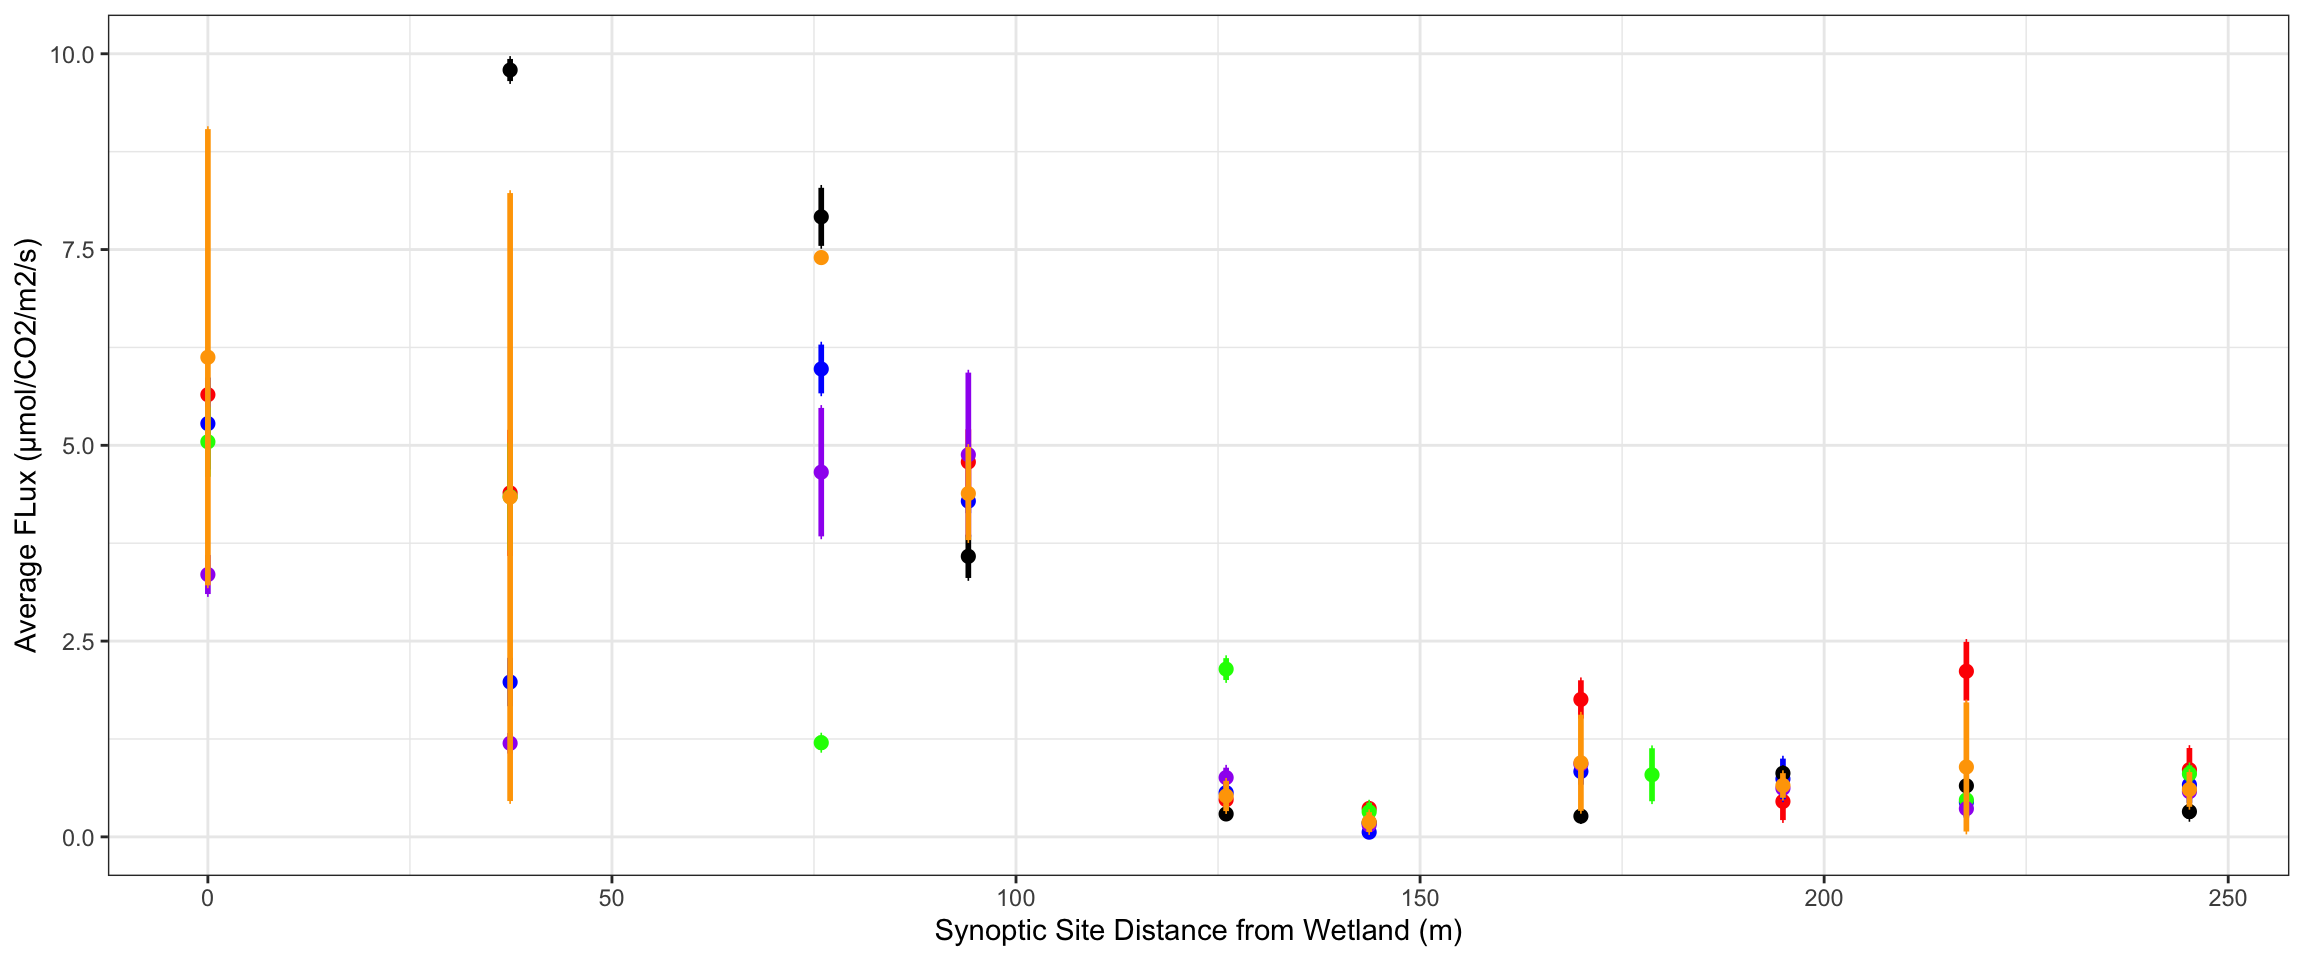 10.0
7.5
5.0
2.5
0.0
Average FLux (μmol/CO2/m2/s)
0 50 100 150 200 250
Synoptic Site Distance from Wetland (m)